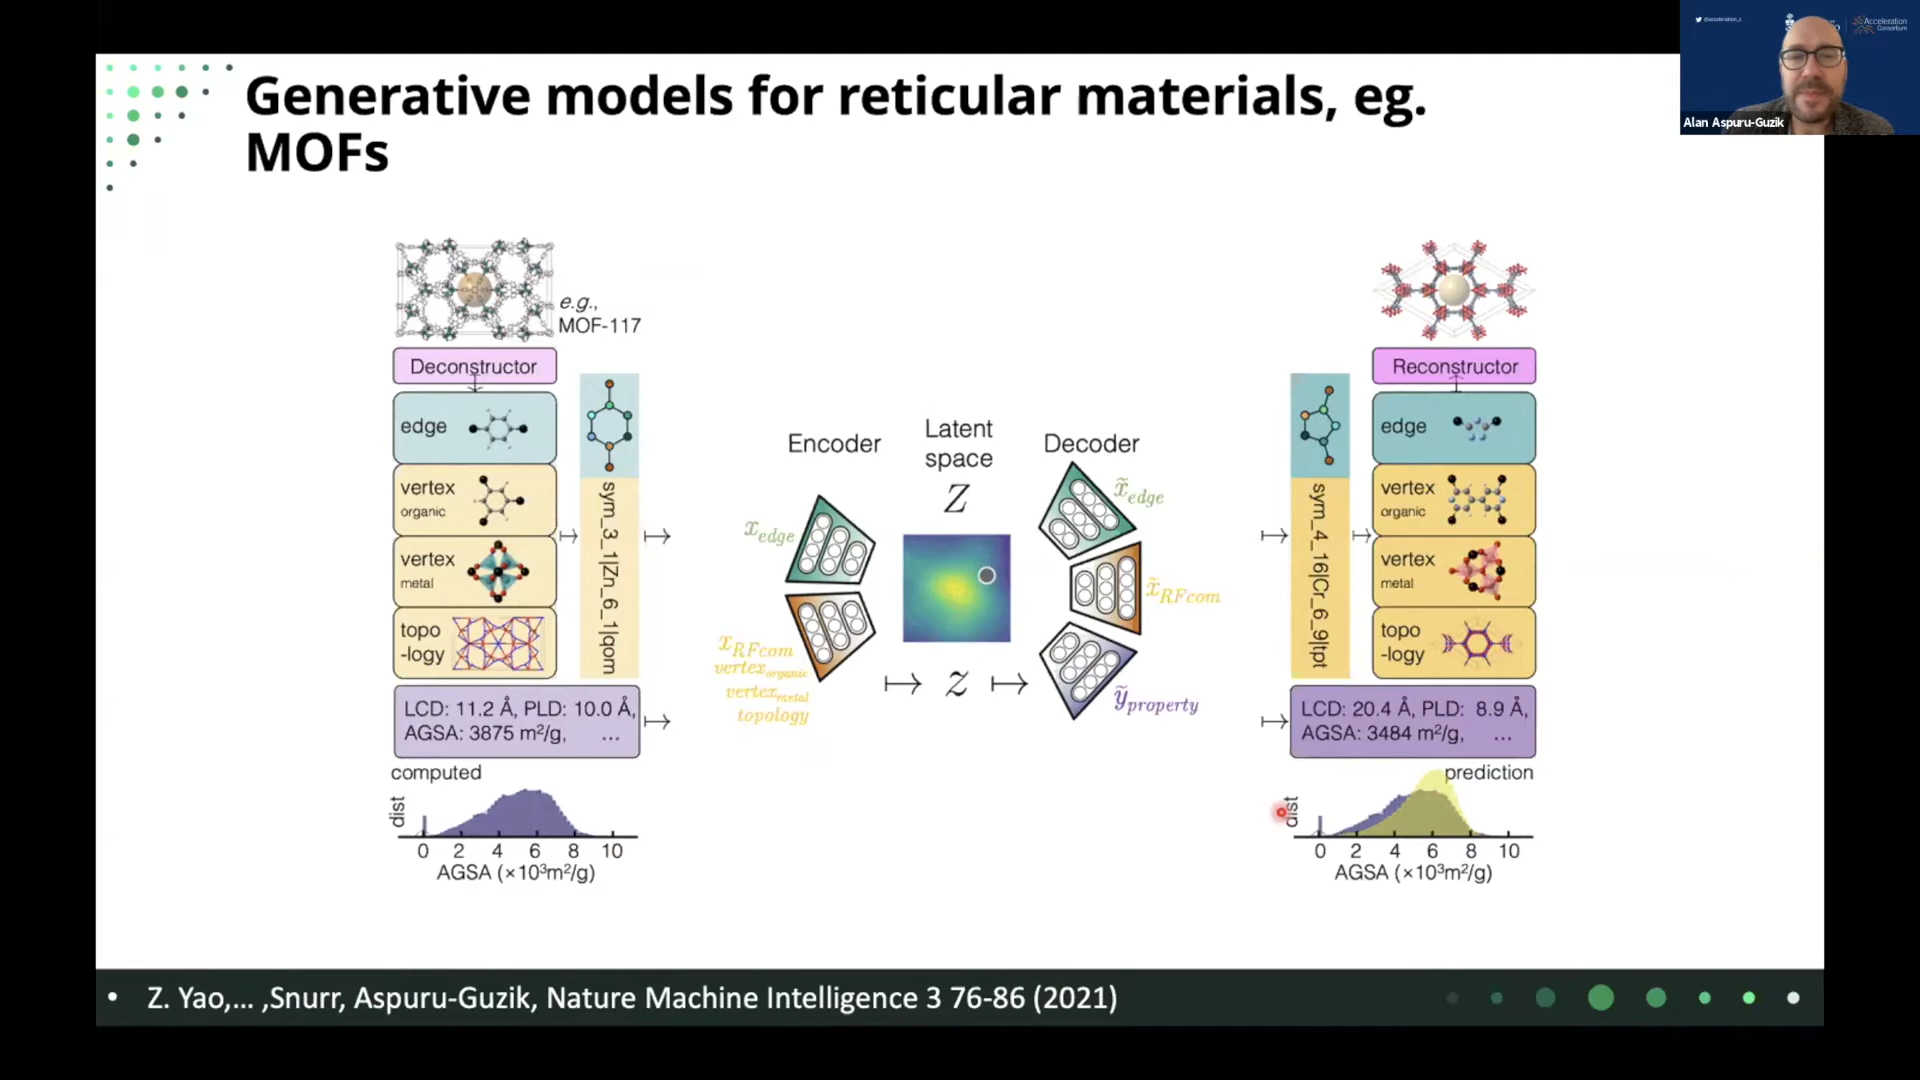 Generative models for reticular materials, eg.
MOFs
@acceleration_c
Acceleration
Consortium
Alan Aspuru-Guzik
e.g.,
MOF-117
Deconstructor
edge
vertex
organic
vertex
metal
topo
-logy
sym_3_1|Zn_6_1|qom
LCD: 11.2 Å, PLD: 10.0 Å,
AGSA: 3875 m²/g, ...
computed
dist
0 2 4 6 8 10
AGSA (×10³m²/g)
Encoder
x_edge
x_RFcom
vertex_organic
vertex_metal
topology
Latent
space
Z
↦ z ↦
Decoder
x̃_edge
x̃_RFcom
ỹ_property
Reconstructor
edge
vertex
organic
vertex
metal
topo
-logy
sym_4_16|Cr_6_9|tpt
LCD: 20.4 Å, PLD: 8.9 Å,
AGSA: 3484 m²/g, ...
prediction
dist
0 2 4 6 8 10
AGSA (×10³m²/g)
• Z. Yao,... ,Snurr, Aspuru-Guzik, Nature Machine Intelligence 3 76-86 (2021)